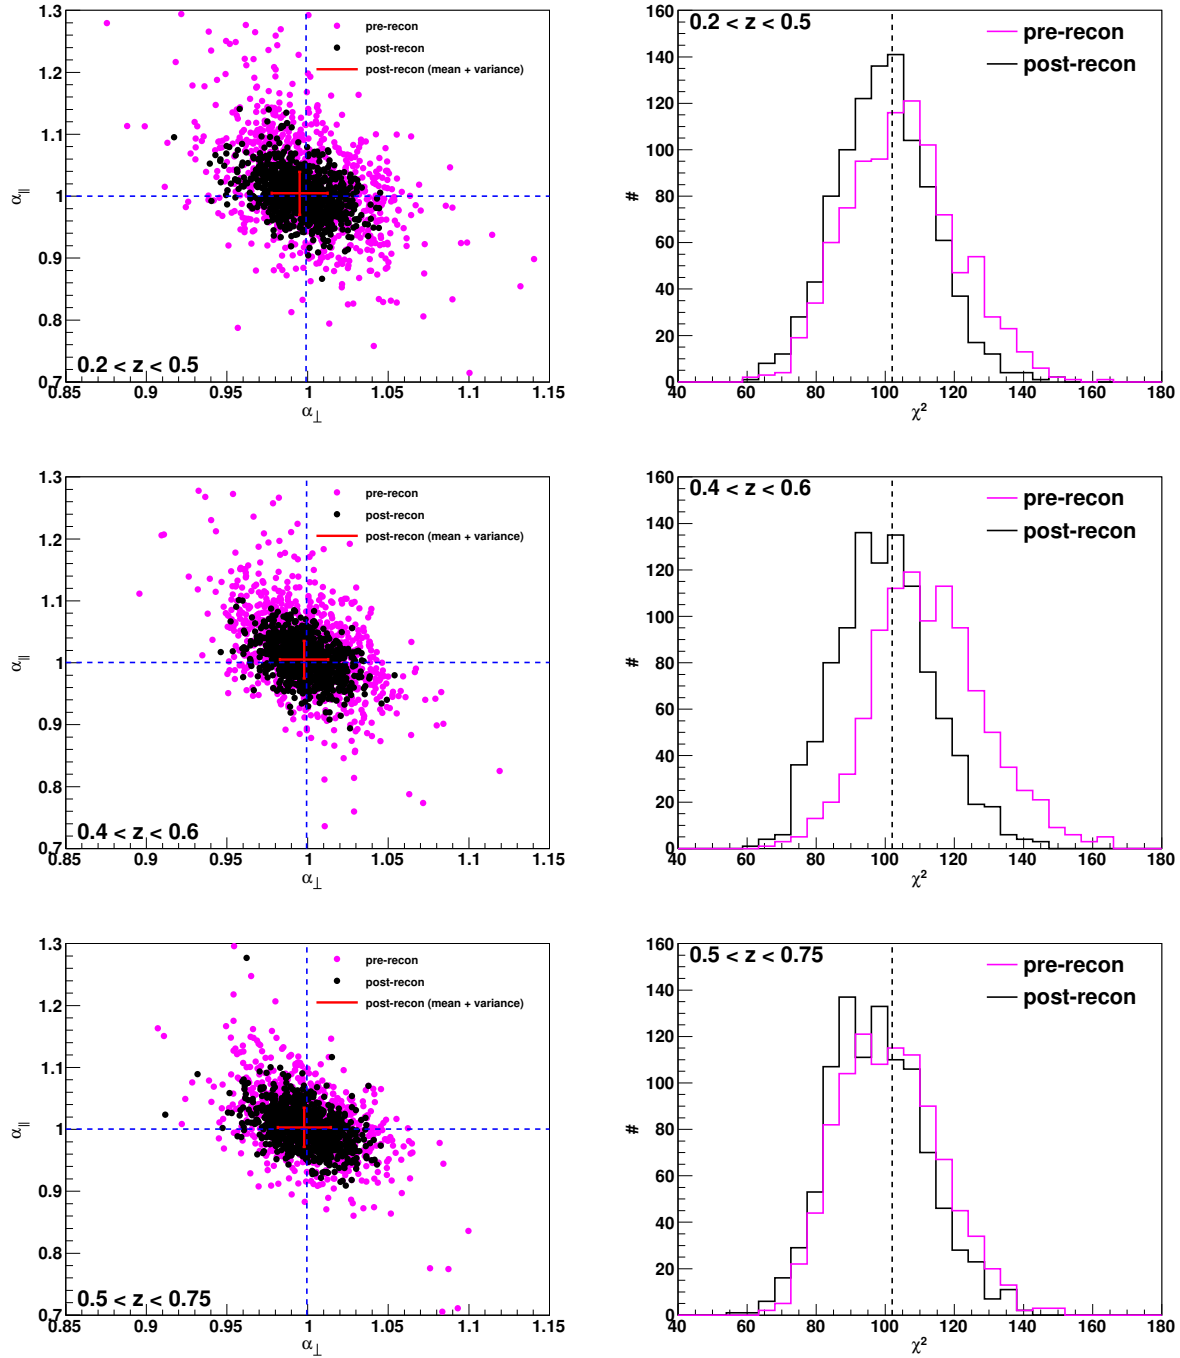 1.3
1.2
1.1
1
0.9
0.8
0.7
α∥
pre-recon
post-recon
post-recon (mean + variance)
0.2 < z < 0.5
0.85 0.9 0.95 1 1.05 1.1 1.15
α⊥
160
140
120
100
80
60
40
20
0
#
0.2 < z < 0.5
pre-recon
post-recon
40 60 80 100 120 140 160 180
χ²
1.3
1.2
1.1
1
0.9
0.8
0.7
α∥
pre-recon
post-recon
post-recon (mean + variance)
0.4 < z < 0.6
0.85 0.9 0.95 1 1.05 1.1 1.15
α⊥
160
140
120
100
80
60
40
20
0
#
0.4 < z < 0.6
pre-recon
post-recon
40 60 80 100 120 140 160 180
χ²
1.3
1.2
1.1
1
0.9
0.8
0.7
α∥
pre-recon
post-recon
post-recon (mean + variance)
0.5 < z < 0.75
0.85 0.9 0.95 1 1.05 1.1 1.15
α⊥
160
140
120
100
80
60
40
20
0
#
0.5 < z < 0.75
pre-recon
post-recon
40 60 80 100 120 140 160 180
χ²